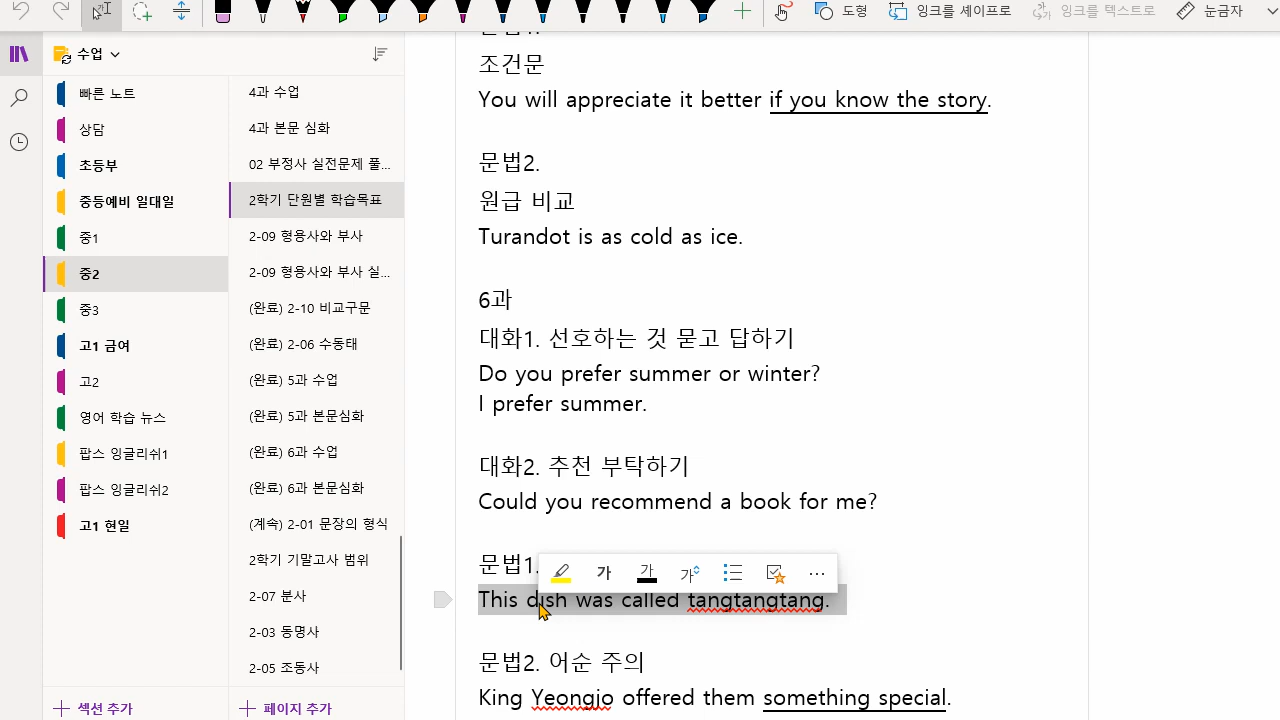 도형
잉크를 셰이프로
잉크를 텍스트로
눈금자
수업
빠른 노트
상담
초등부
중등예비 일대일
중1
중2
중3
고1 금여
고2
영어 학습 뉴스
팝스 잉글리쉬1
팝스 잉글리쉬2
고1 현일
섹션 추가
4과 수업
4과 본문 심화
02 부정사 실전문제 풀...
2학기 단원별 학습목표
2-09 형용사와 부사
2-09 형용사와 부사 실...
(완료) 2-10 비교구문
(완료) 2-06 수동태
(완료) 5과 수업
(완료) 5과 본문심화
(완료) 6과 수업
(완료) 6과 본문심화
(계속) 2-01 문장의 형식
2학기 기말고사 범위
2-07 분사
2-03 동명사
2-05 조동사
페이지 추가
조건문
You will appreciate it better if you know the story.
문법2.
원급 비교
Turandot is as cold as ice.
6과
대화1. 선호하는 것 묻고 답하기
Do you prefer summer or winter?
I prefer summer.
대화2. 추천 부탁하기
Could you recommend a book for me?
문법1.
가 가 가
This dish was called tangtangtang.
문법2. 어순 주의
King Yeongjo offered them something special.